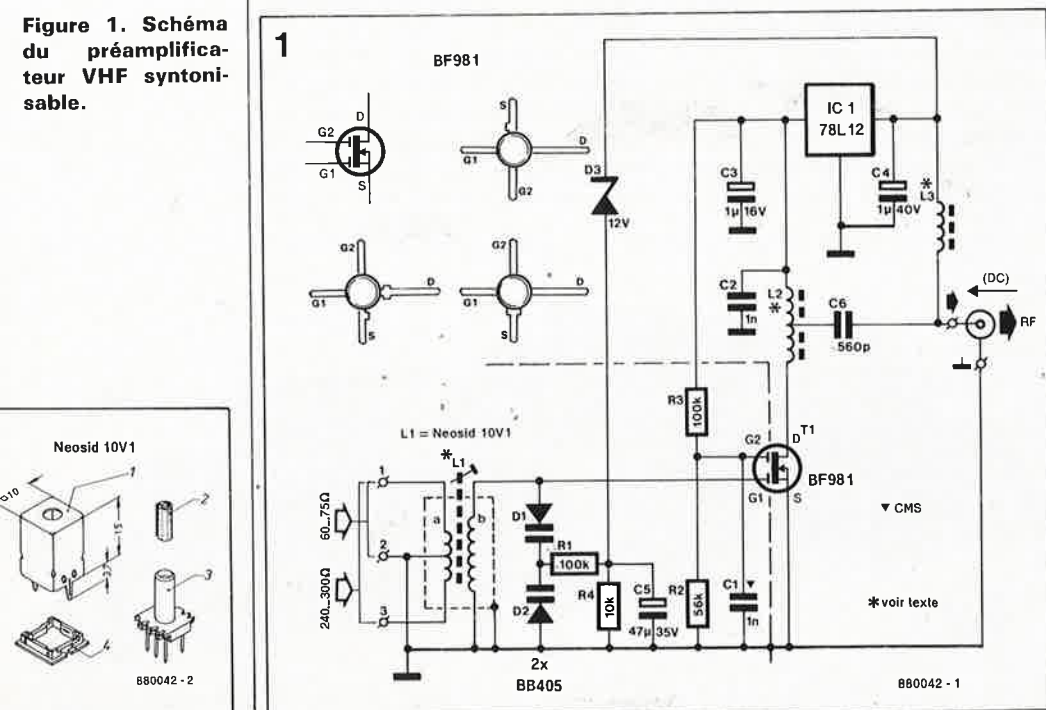 Figure 1. Schéma
du préamplifica-
teur VHF syntoni-
sable.
1
BF981
D
G2
G1
S
S
G1
D
G2
G2
G1
D
S
G2
G1
D
S
D3
12V
C3
1µ 16V
IC 1
78L12
C4
1µ 40V
*
L3
(DC)
RF
C2
1n
L2
*
C6
560p
R3
100k
G2
D
T1
G1
S
BF981
L1 = Neosid 10V1
*
L1
1
2
3
60...75Ω
240...300Ω
a
b
D1
D2
R1
100k
R4
10k
C5
47µ 35V
R2
56k
C1
1n
CMS
*voir texte
2x
BB405
880042 - 1
Neosid 10V1
1
2
3
4
15
880042 - 2